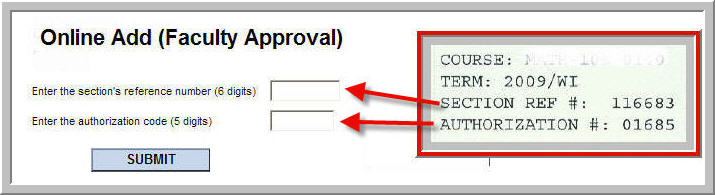 Online Add (Faculty Approval)
Enter the section's reference number (6 digits)
Enter the authorization code (5 digits)
SUBMIT
COURSE:
TERM: 2009/WI
SECTION REF #: 116683
AUTHORIZATION #: 01685